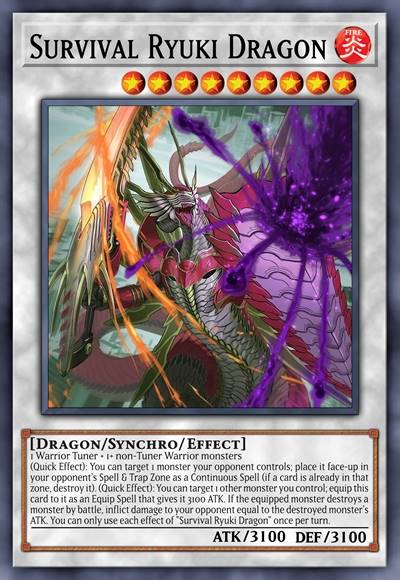 SURVIVAL RYUKI DRAGON
FIRE
炎
[DRAGON/SYNCHRO/EFFECT]
1 Warrior Tuner + 1+ non-Tuner Warrior monsters
(Quick Effect): You can target 1 monster your opponent controls; place it face-up in
your opponent's Spell & Trap Zone as a Continuous Spell (if a card is already in that
zone, destroy it). (Quick Effect): You can target 1 other monster you control; equip this
card to it as an Equip Spell that gives it 3100 ATK. If the equipped monster destroys a
monster by battle, inflict damage to your opponent equal to the destroyed monster's
ATK. You can only use each effect of "Survival Ryuki Dragon" once per turn.
ATK/3100 DEF/3100